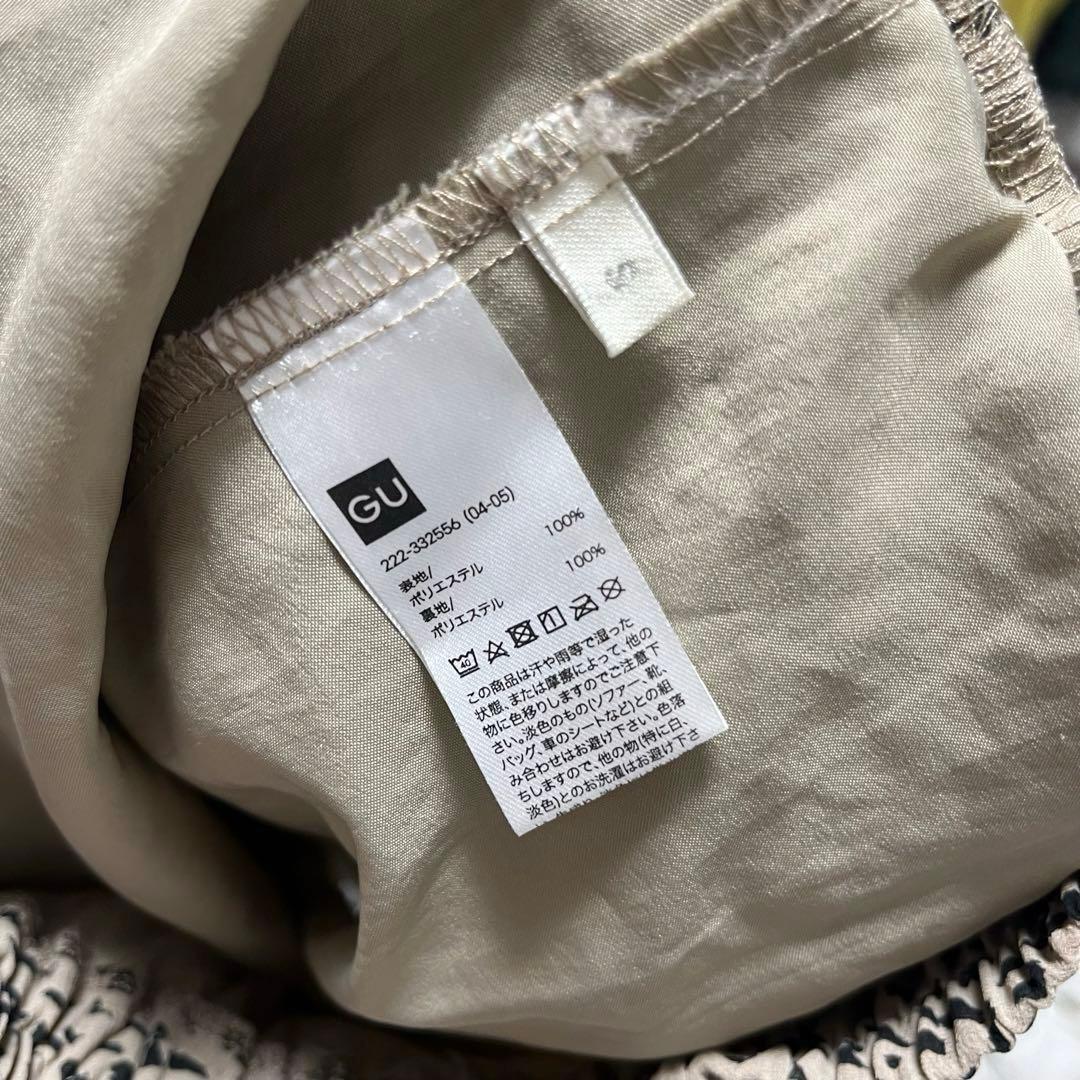 S
GU
222-332556 (04-05)
表地/
ポリエステル 100%
裏地/
ポリエステル 100%
40
この商品は汗や雨等で湿った
状態、または摩擦によって、他の
物に色移りしますのでご注意下
さい。淡色のもの(ソファー、靴、
バッグ、車のシートなど)との組
み合わせはお避け下さい。色落
ちしますので、他の物(特に白、
淡色)とのお洗濯はお避け下さ